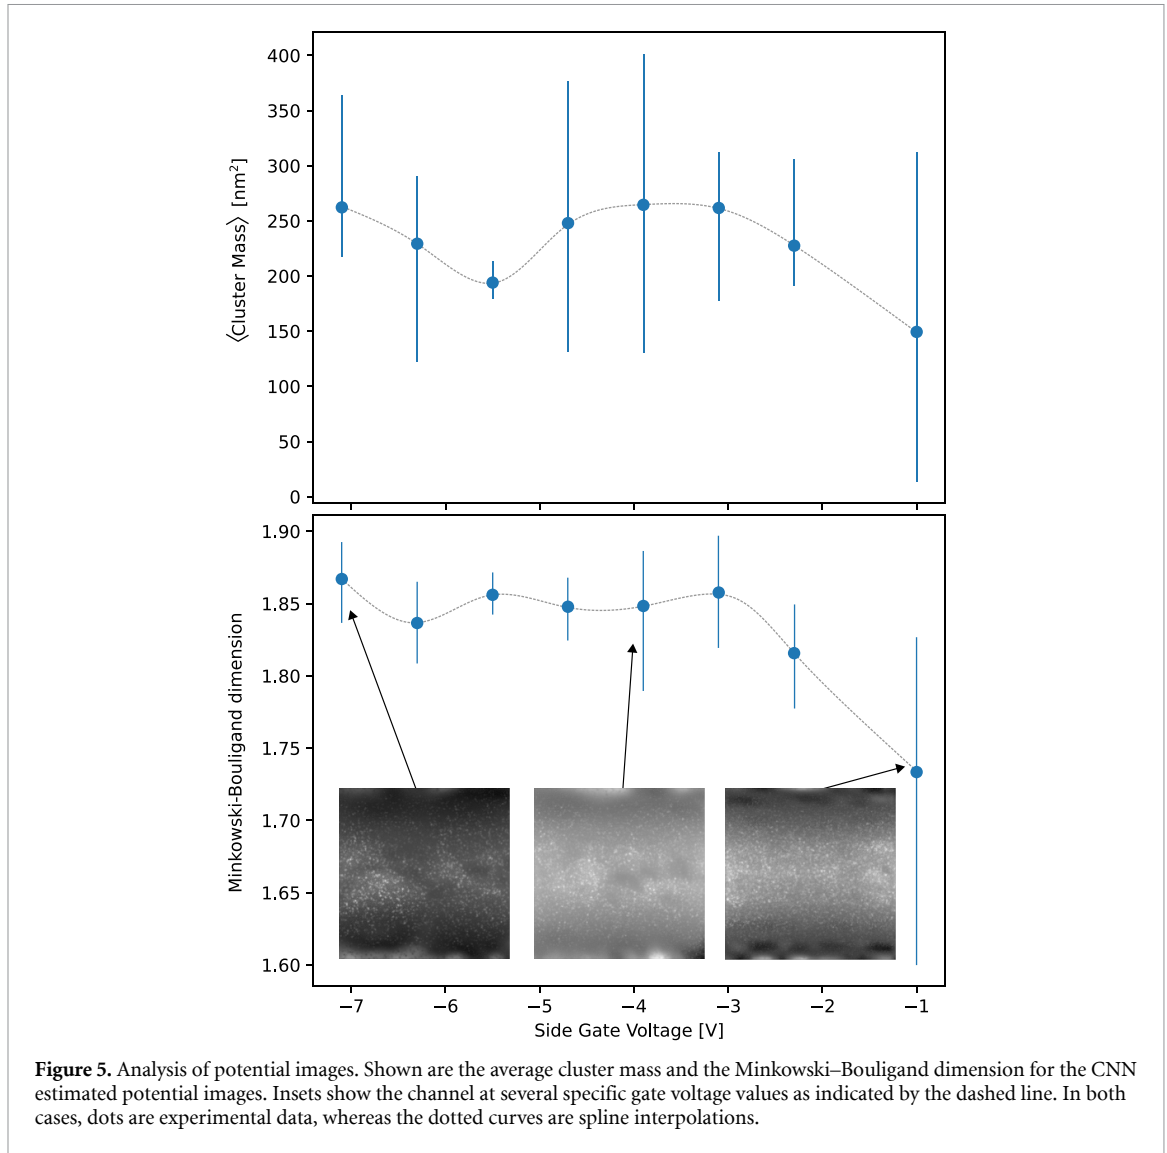 400
350
300
250
200
150
100
50
0
⟨Cluster Mass⟩ [nm²]
1.90
1.85
1.80
1.75
1.70
1.65
1.60
Minkowski-Bouligand dimension
−7 −6 −5 −4 −3 −2 −1
Side Gate Voltage [V]
Figure 5. Analysis of potential images. Shown are the average cluster mass and the Minkowski–Bouligand dimension for the CNN
estimated potential images. Insets show the channel at several specific gate voltage values as indicated by the dashed line. In both
cases, dots are experimental data, whereas the dotted curves are spline interpolations.